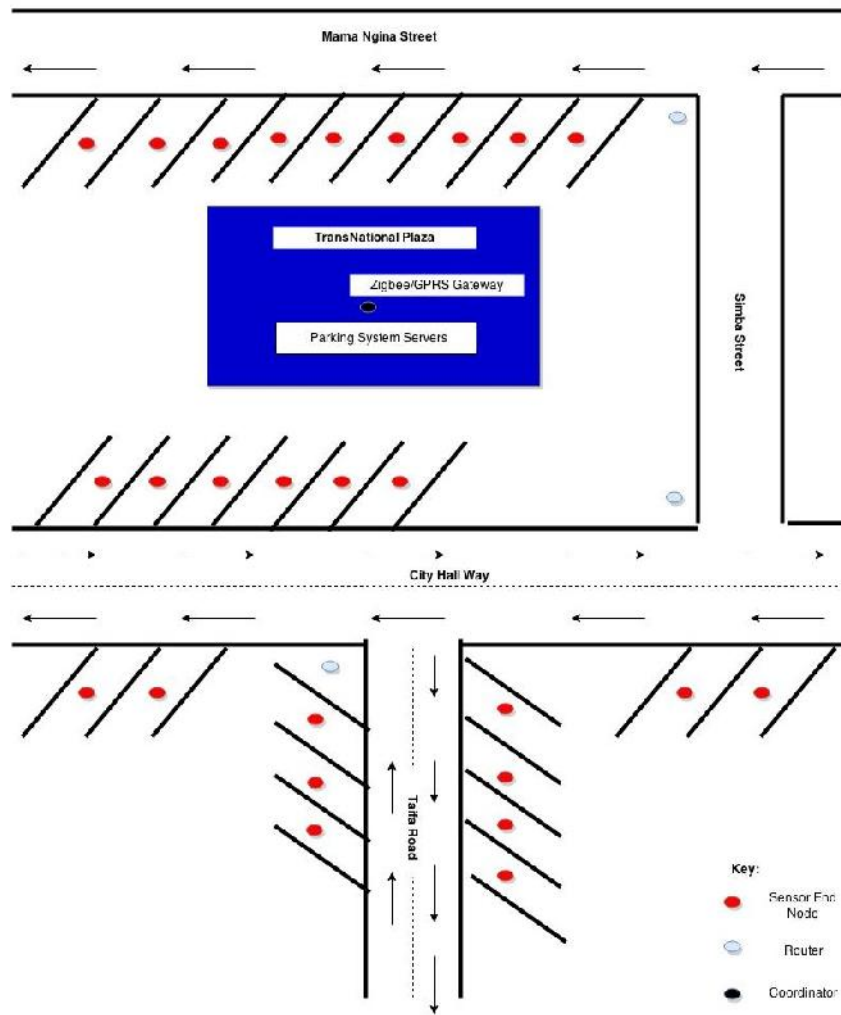 Mama Ngina Street
TransNational Plaza
Zigbee/GPRS Gateway
Parking System Servers
Simba Street
City Hall Way
Taifa Road
Key:
Sensor End
Node
Router
Coordinator